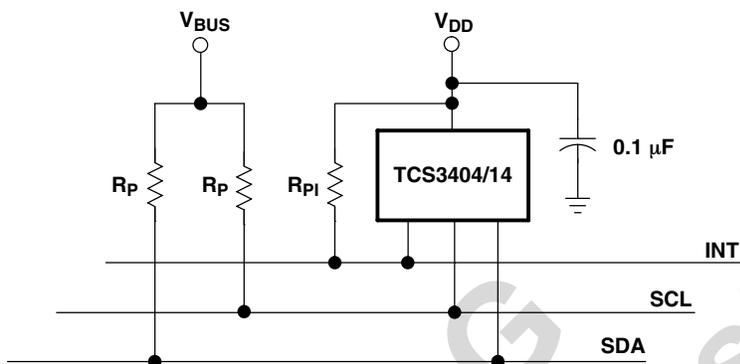 VBUS
VDD
RP
RP
RPI
TCS3404/14
0.1 μF
INT
SCL
SDA